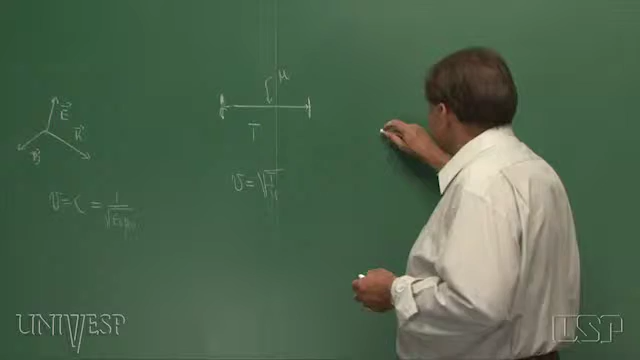 E⃗
k⃗
B⃗
v = c = 1/√ε₀μ₀
μ
T
v = √T/μ
UNIVESP
USP